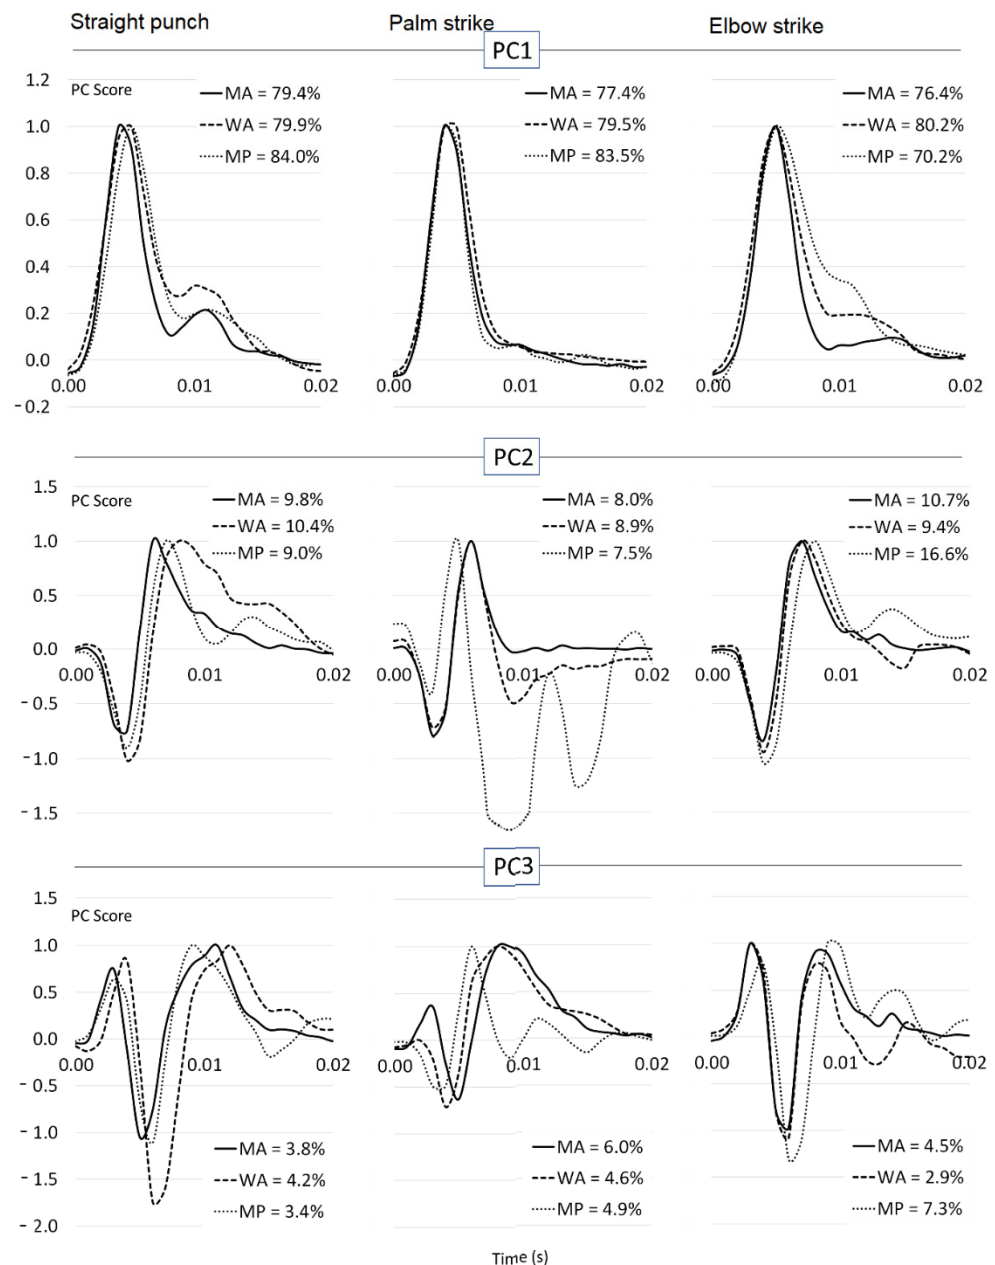 Straight punch Palm strike Elbow strike
PC1
1.2 PC Score MA = 79.4% MA = 77.4% MA = 76.4%
1.0 WA = 79.9% WA = 79.5% WA = 80.2%
MP = 84.0% MP = 83.5% MP = 70.2%
0.8
0.6
0.4
0.2
0.0
0.00 0.01 0.02 0.00 0.01 0.02 0.00 0.01 0.02
-0.2
PC2
1.5 PC Score MA = 9.8% MA = 8.0% MA = 10.7%
WA = 10.4% WA = 8.9% WA = 9.4%
1.0 MP = 9.0% MP = 7.5% MP = 16.6%
0.5
0.0
0.00 0.01 0.02 0.00 0.01 0.02 0.00 0.01 0.02
-0.5
-1.0
-1.5
PC3
1.5
PC Score
1.0
0.5
0.0
0.00 0.01 0.02 0.00 0.01 0.02 0.00 0.01 0.02
-0.5
-1.0
MA = 3.8% MA = 6.0% MA = 4.5%
-1.5 WA = 4.2% WA = 4.6% WA = 2.9%
MP = 3.4% MP = 4.9% MP = 7.3%
-2.0
Time (s)